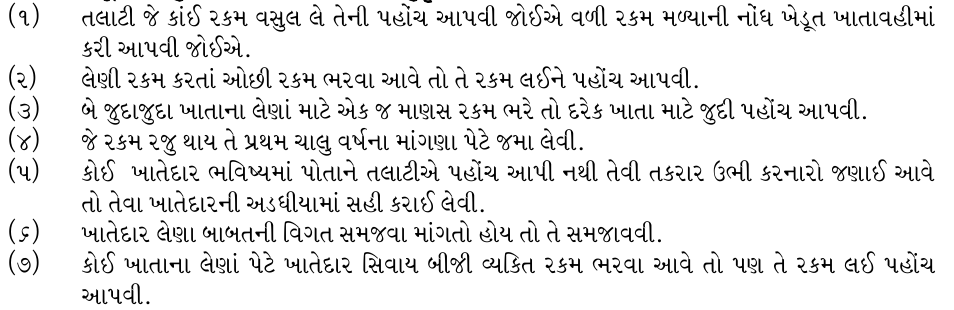 (૧) તલાટી જે કાંઈ રકમ વસુલ લે તેની પહોંચ આપવી જોઈએ વળી રકમ મળ્યાની નોંધ ખેડૂત ખાતાવહીમાં
કરી આપવી જોઈએ.
(૨) લેણી રકમ કરતાં ઓછી રકમ ભરવા આવે તો તે રકમ લઈને પહોંચ આપવી.
(૩) બે જુદાજુદા ખાતાના લેણાં માટે એક જ માણસ રકમ ભરે તો દરેક ખાતા માટે જુદી પહોંચ આપવી.
(૪) જે રકમ રજુ થાય તે પ્રથમ ચાલુ વર્ષના માંગણા પેટે જમા લેવી.
(૫) કોઈ ખાતેદાર ભવિષ્યમાં પોતાને તલાટીએ પહોંચ આપી નથી તેવી તકરાર ઉભી કરનારો જણાઈ આવે
તો તેવા ખાતેદારની અડધીયામાં સહી કરાઈ લેવી.
(૬) ખાતેદાર લેણા બાબતની વિગત સમજવા માંગતો હોય તો તે સમજાવવી.
(૭) કોઈ ખાતાના લેણાં પેટે ખાતેદાર સિવાય બીજી વ્યકિત રકમ ભરવા આવે તો પણ તે રકમ લઈ પહોંચ
આપવી.